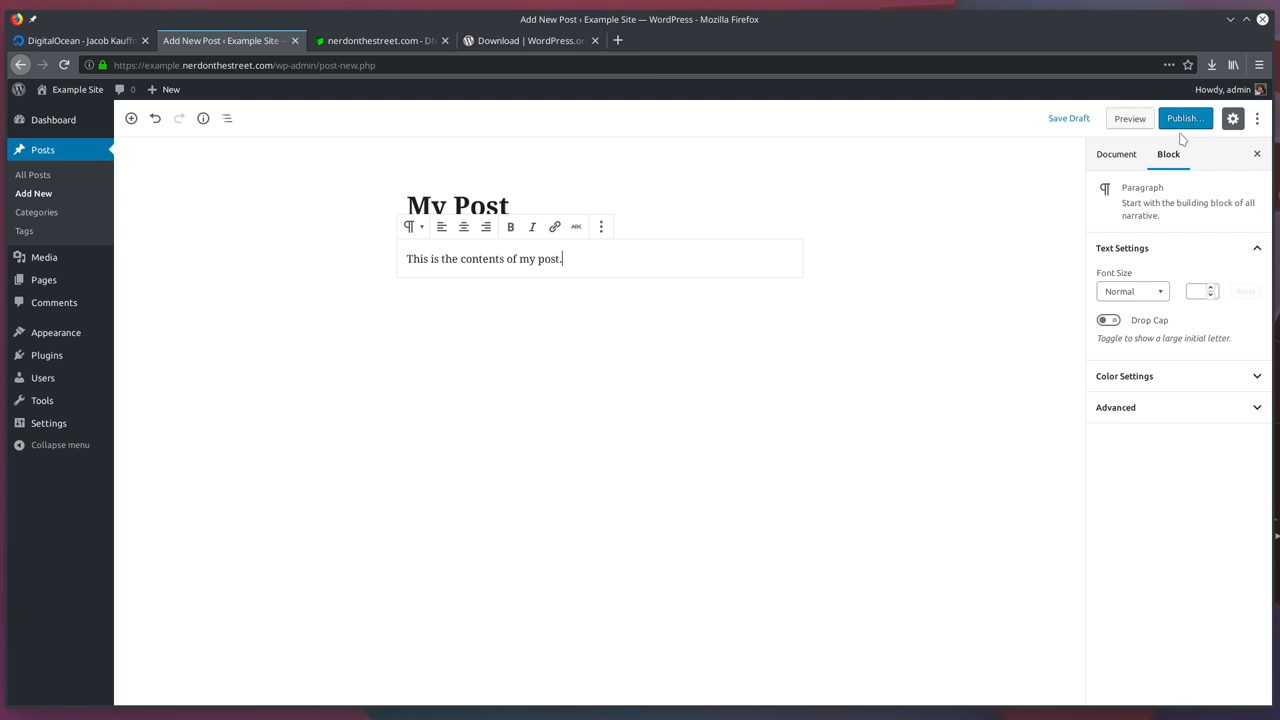 Add New Post ‹ Example Site — WordPress - Mozilla Firefox
DigitalOcean - Jacob Kauffm
Add New Post ‹ Example Site —
nerdonthestreet.com - DN
Download | WordPress.or
https://example.nerdonthestreet.com/wp-admin/post-new.php
Example Site
0
New
Howdy, admin
Dashboard
Posts
All Posts
Add New
Categories
Tags
Media
Pages
Comments
Appearance
Plugins
Users
Tools
Settings
Collapse menu
Save Draft
Preview
Publish...
My Post
B
I
ABC
This is the contents of my post.
Document
Block
Paragraph
Start with the building block of all
narrative.
Text Settings
Font Size
Normal
Reset
Drop Cap
Toggle to show a large initial letter.
Color Settings
Advanced